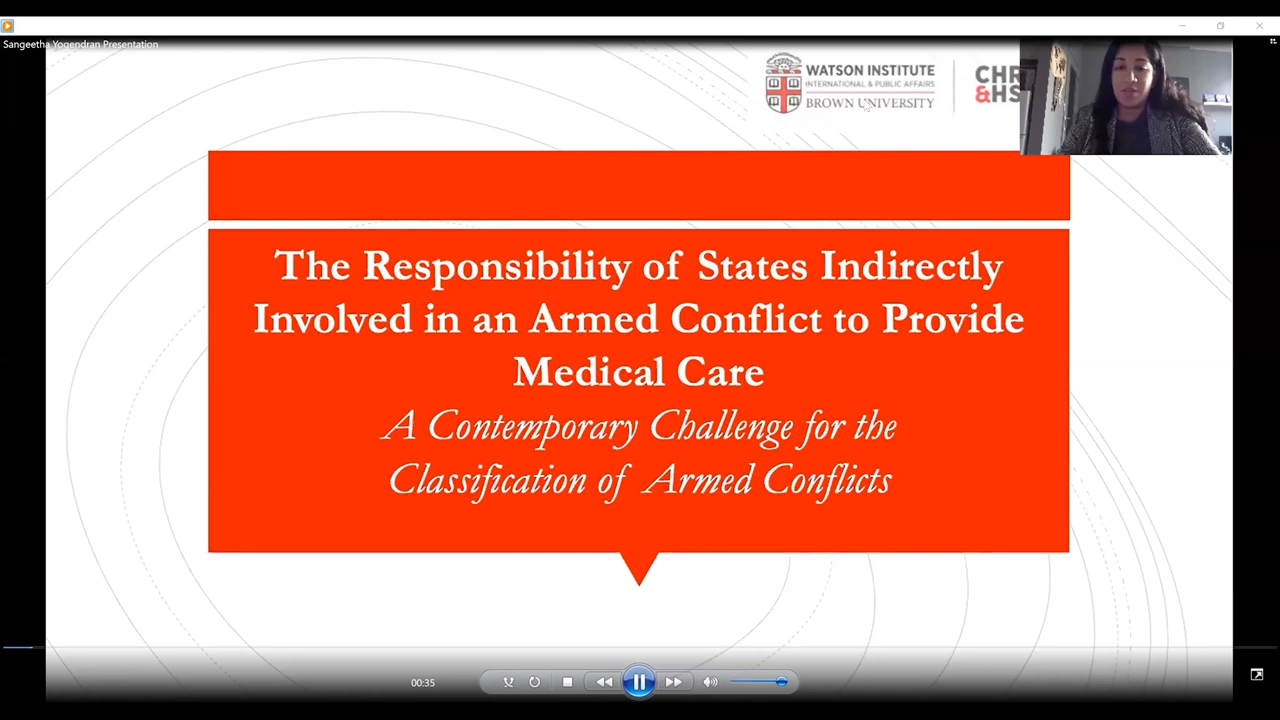 Sangeetha Yogendran Presentation
WATSON INSTITUTE
INTERNATIONAL & PUBLIC AFFAIRS
BROWN UNIVERSITY
CHR
&HS
The Responsibility of States Indirectly
Involved in an Armed Conflict to Provide
Medical Care
A Contemporary Challenge for the
Classification of Armed Conflicts
00:35